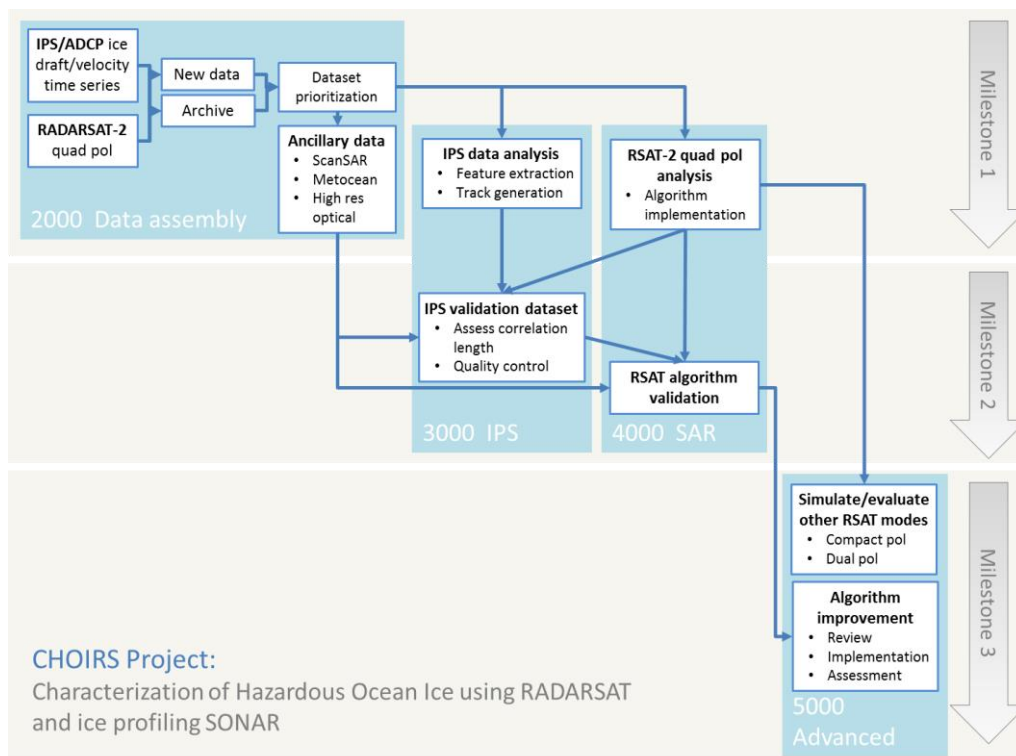 IPS/ADCP ice
draft/velocity
time series
RADARSAT-2
quad pol
New data
Archive
Dataset
prioritization
Ancillary data
• ScanSAR
• Metocean
• High res
optical
2000 Data assembly
IPS data analysis
• Feature extraction
• Track generation
RSAT-2 quad pol
analysis
• Algorithm
implementation
Milestone 1
IPS validation dataset
• Assess correlation
length
• Quality control
3000 IPS
RSAT algorithm
validation
4000 SAR
Milestone 2
Simulate/evaluate
other RSAT modes
• Compact pol
• Dual pol
Algorithm
improvement
• Review
• Implementation
• Assessment
5000
Advanced
Milestone 3
CHOIRS Project:
Characterization of Hazardous Ocean Ice using RADARSAT
and ice profiling SONAR